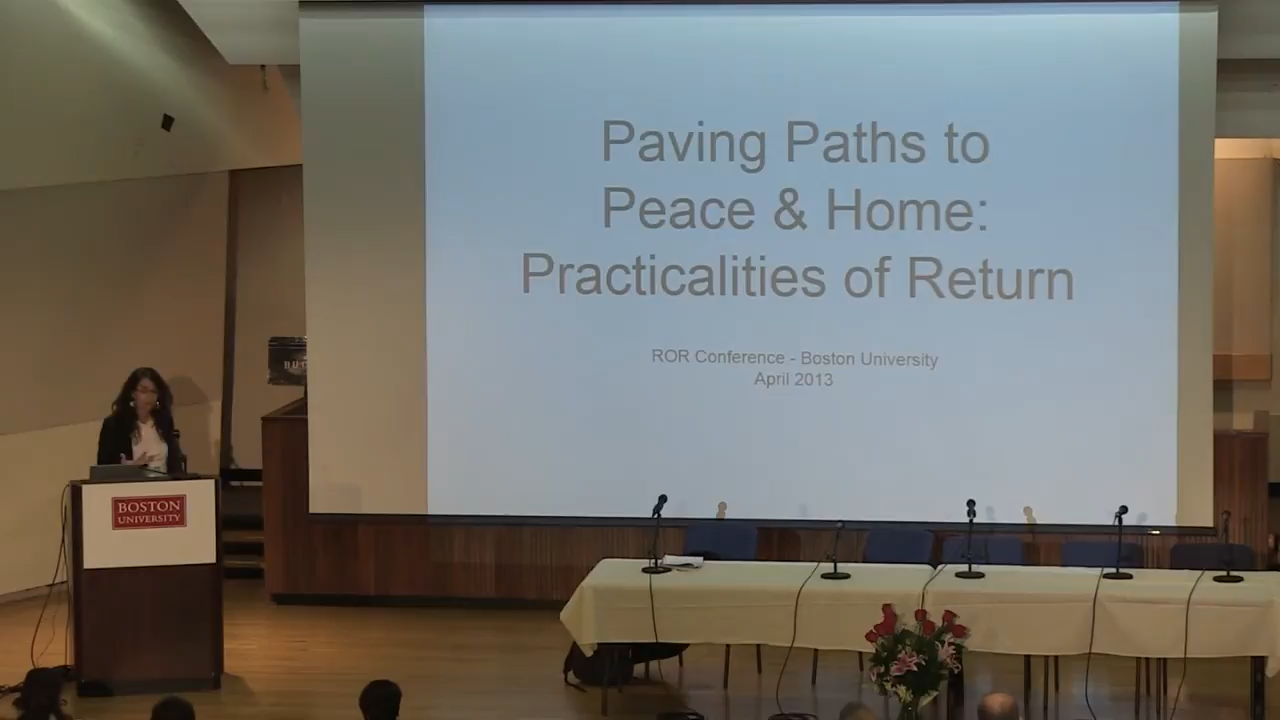 Paving Paths to
Peace & Home:
Practicalities of Return
ROR Conference - Boston University
April 2013
BOSTON
UNIVERSITY